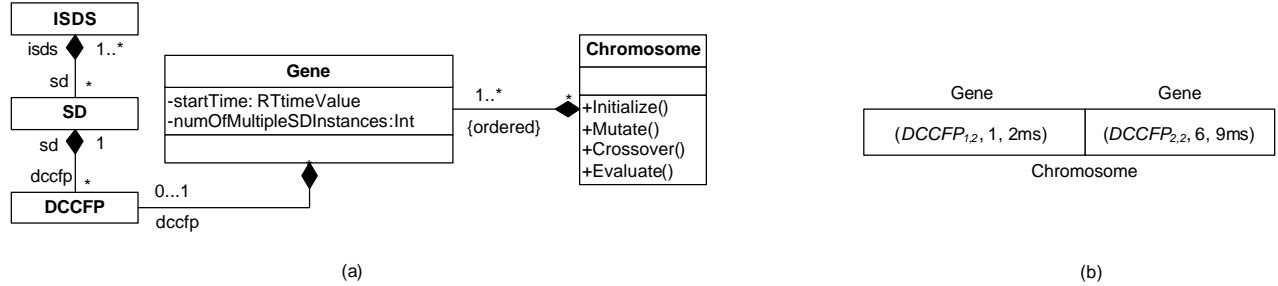 ISDS
isds 1..*
sd *
SD
sd 1
dccfp *
DCCFP
Gene
-startTime: RTtimeValue
-numOfMultipleSDInstances:Int
*
0...1
dccfp
1..* *
{ordered}
Chromosome
+Initialize()
+Mutate()
+Crossover()
+Evaluate()
(a)
Gene Gene
(DCCFP1,2, 1, 2ms) (DCCFP2,2, 6, 9ms)
Chromosome
(b)